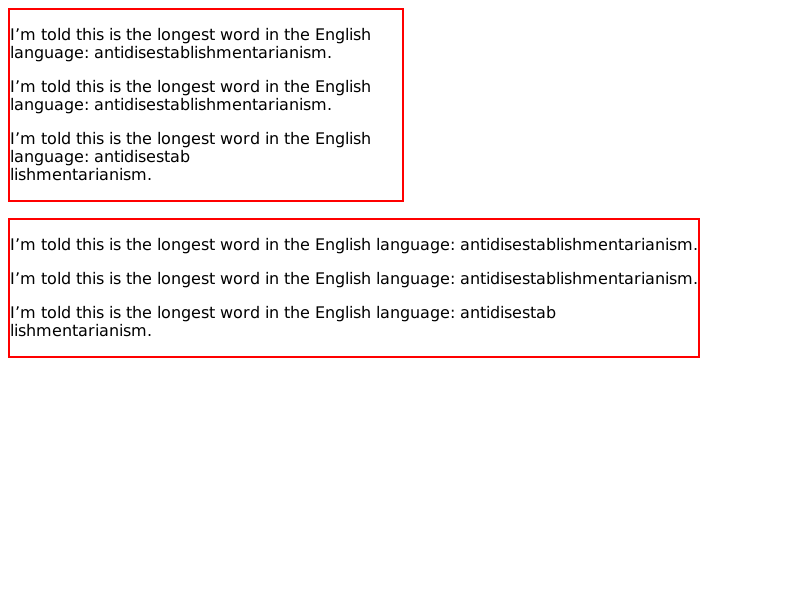 I’m told this is the longest word in the English
language: antidisestablishmentarianism.
I’m told this is the longest word in the English
language: antidisestablishmentarianism.
I’m told this is the longest word in the English
language: antidisestab
lishmentarianism.
I’m told this is the longest word in the English language: antidisestablishmentarianism.
I’m told this is the longest word in the English language: antidisestablishmentarianism.
I’m told this is the longest word in the English language: antidisestab
lishmentarianism.